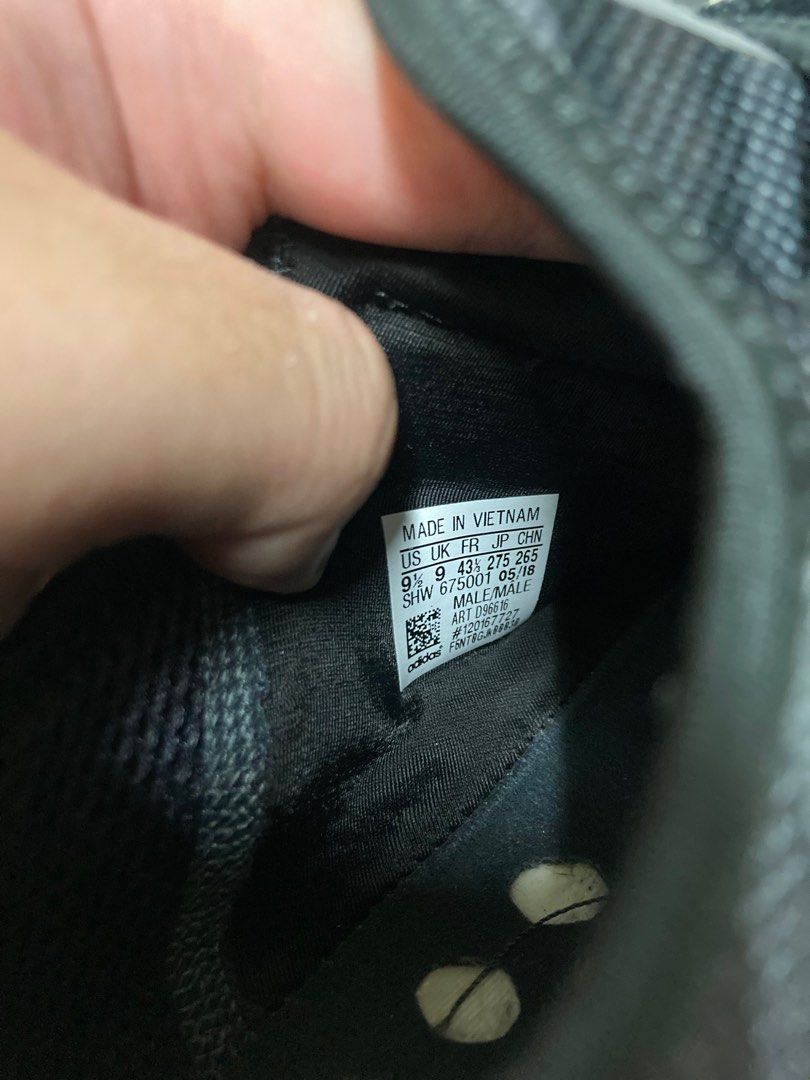 MADE IN VIETNAM
US UK FR JP CHN
9½ 9 43⅓ 275 265
SHW 675001 05/18
MALE/MÂLE
ART D96616
#120167727
adidas